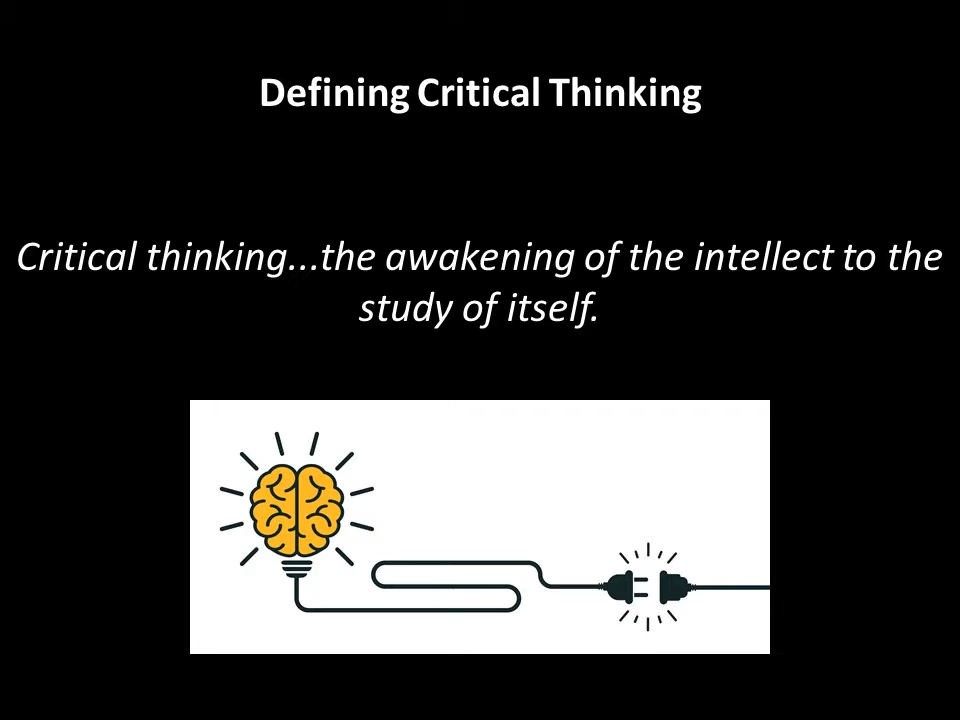 Defining Critical Thinking
Critical thinking...the awakening of the intellect to the
study of itself.